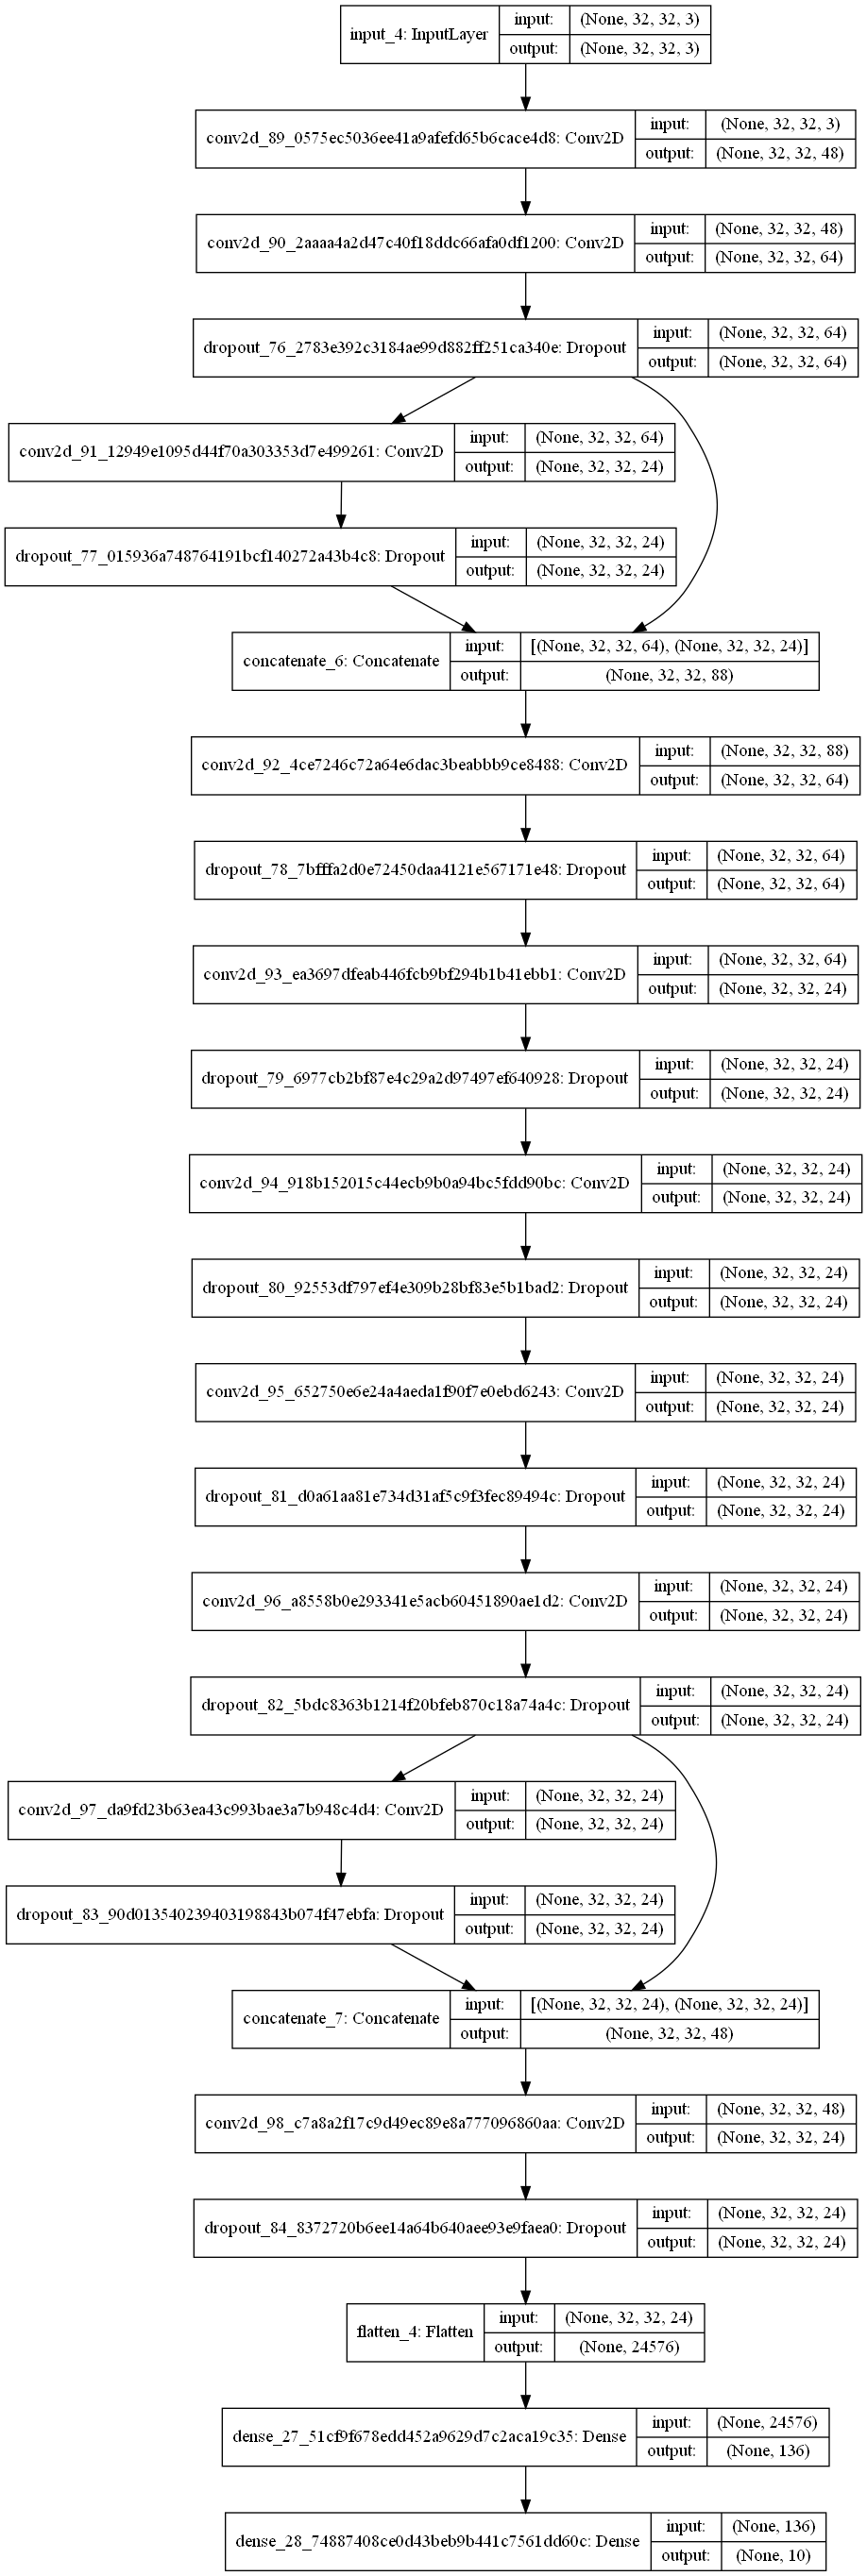 input_4: InputLayer
input: (None, 32, 32, 3)
output: (None, 32, 32, 3)
conv2d_89_0575ec5036ee41a9afefd65b6cace4d8: Conv2D
input: (None, 32, 32, 3)
output: (None, 32, 32, 48)
conv2d_90_2aaaa4a2d47c40f18ddc66afa0df1200: Conv2D
input: (None, 32, 32, 48)
output: (None, 32, 32, 64)
dropout_76_2783e392c3184ae99d882ff251ca340e: Dropout
input: (None, 32, 32, 64)
output: (None, 32, 32, 64)
conv2d_91_12949e1095d44f70a303353d7e499261: Conv2D
input: (None, 32, 32, 64)
output: (None, 32, 32, 24)
dropout_77_015936a748764191bcf140272a43b4c8: Dropout
input: (None, 32, 32, 24)
output: (None, 32, 32, 24)
concatenate_6: Concatenate
input: [(None, 32, 32, 64), (None, 32, 32, 24)]
output: (None, 32, 32, 88)
conv2d_92_4ce7246c72a64e6dac3beabbb9ce8488: Conv2D
input: (None, 32, 32, 88)
output: (None, 32, 32, 64)
dropout_78_7bfffa2d0e72450daa4121e567171e48: Dropout
input: (None, 32, 32, 64)
output: (None, 32, 32, 64)
conv2d_93_ea3697dfeab446fcb9bf294b1b41ebb1: Conv2D
input: (None, 32, 32, 64)
output: (None, 32, 32, 24)
dropout_79_6977cb2bf87e4c29a2d97497ef640928: Dropout
input: (None, 32, 32, 24)
output: (None, 32, 32, 24)
conv2d_94_918b152015c44ecb9b0a94bc5fdd90bc: Conv2D
input: (None, 32, 32, 24)
output: (None, 32, 32, 24)
dropout_80_92553df797ef4e309b28bf83e5b1bad2: Dropout
input: (None, 32, 32, 24)
output: (None, 32, 32, 24)
conv2d_95_652750e6e24a4aeda1f90f7e0ebd6243: Conv2D
input: (None, 32, 32, 24)
output: (None, 32, 32, 24)
dropout_81_d0a61aa81e734d31af5c9f3fec89494c: Dropout
input: (None, 32, 32, 24)
output: (None, 32, 32, 24)
conv2d_96_a8558b0e293341e5acb60451890ae1d2: Conv2D
input: (None, 32, 32, 24)
output: (None, 32, 32, 24)
dropout_82_5bdc8363b1214f20bfeb870c18a74a4c: Dropout
input: (None, 32, 32, 24)
output: (None, 32, 32, 24)
conv2d_97_da9fd23b63ea43c993bae3a7b948c4d4: Conv2D
input: (None, 32, 32, 24)
output: (None, 32, 32, 24)
dropout_83_90d013540239403198843b074f47ebfa: Dropout
input: (None, 32, 32, 24)
output: (None, 32, 32, 24)
concatenate_7: Concatenate
input: [(None, 32, 32, 24), (None, 32, 32, 24)]
output: (None, 32, 32, 48)
conv2d_98_c7a8a2f17c9d49ec89e8a777096860aa: Conv2D
input: (None, 32, 32, 48)
output: (None, 32, 32, 24)
dropout_84_8372720b6ee14a64b640aee93e9faea0: Dropout
input: (None, 32, 32, 24)
output: (None, 32, 32, 24)
flatten_4: Flatten
input: (None, 32, 32, 24)
output: (None, 24576)
dense_27_51cf9f678edd452a9629d7c2aca19c35: Dense
input: (None, 24576)
output: (None, 136)
dense_28_74887408ce0d43beb9b441c7561dd60c: Dense
input: (None, 136)
output: (None, 10)